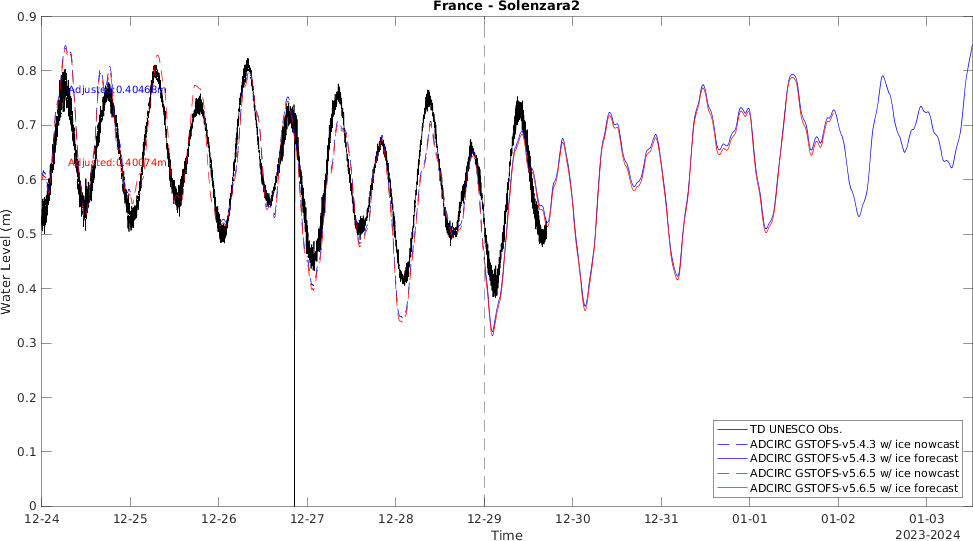 France - Solenzara2
0.9
0.8
0.7
0.6
0.5
0.4
0.3
0.2
0.1
0
Water Level (m)
Adjusted:0.40468m
Adjusted:0.40074m
TD UNESCO Obs.
ADCIRC GSTOFS-v5.4.3 w/ ice nowcast
ADCIRC GSTOFS-v5.4.3 w/ ice forecast
ADCIRC GSTOFS-v5.6.5 w/ ice nowcast
ADCIRC GSTOFS-v5.6.5 w/ ice forecast
12-24 12-25 12-26 12-27 12-28 12-29 12-30 12-31 01-01 01-02 01-03
Time
2023-2024